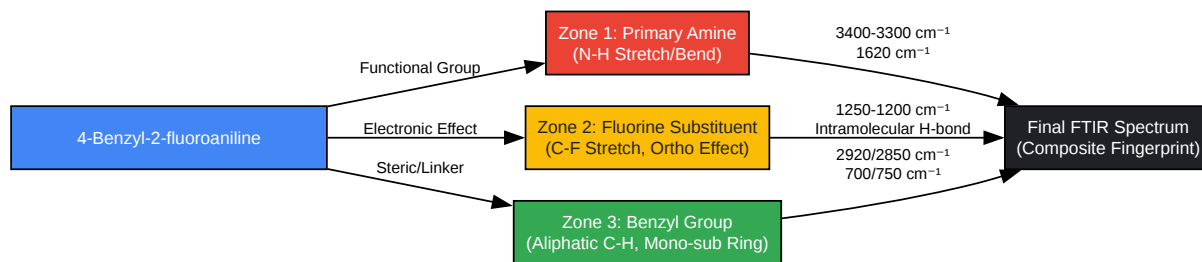 4-Benzyl-2-fluoroaniline
Functional Group
Electronic Effect
Steric/Linker
Zone 1: Primary Amine
(N-H Stretch/Bend)
Zone 2: Fluorine Substituent
(C-F Stretch, Ortho Effect)
Zone 3: Benzyl Group
(Aliphatic C-H, Mono-sub Ring)
3400-3300 cm⁻¹
1620 cm⁻¹
1250-1200 cm⁻¹
Intramolecular H-bond
2920/2850 cm⁻¹
700/750 cm⁻¹
Final FTIR Spectrum
(Composite Fingerprint)